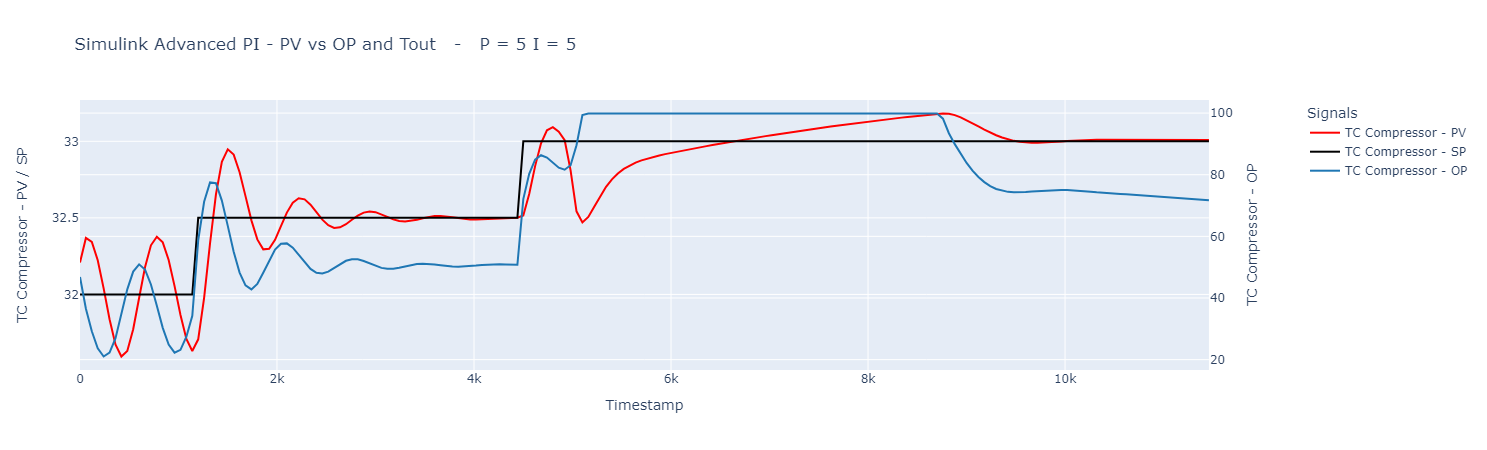 Simulink Advanced PI - PV vs OP and Tout - P = 5 I = 5
TC Compressor - PV / SP
33
32.5
32
0
2k
4k
6k
8k
10k
Timestamp
100
80
60
40
20
TC Compressor - OP
Signals
TC Compressor - PV
TC Compressor - SP
TC Compressor - OP